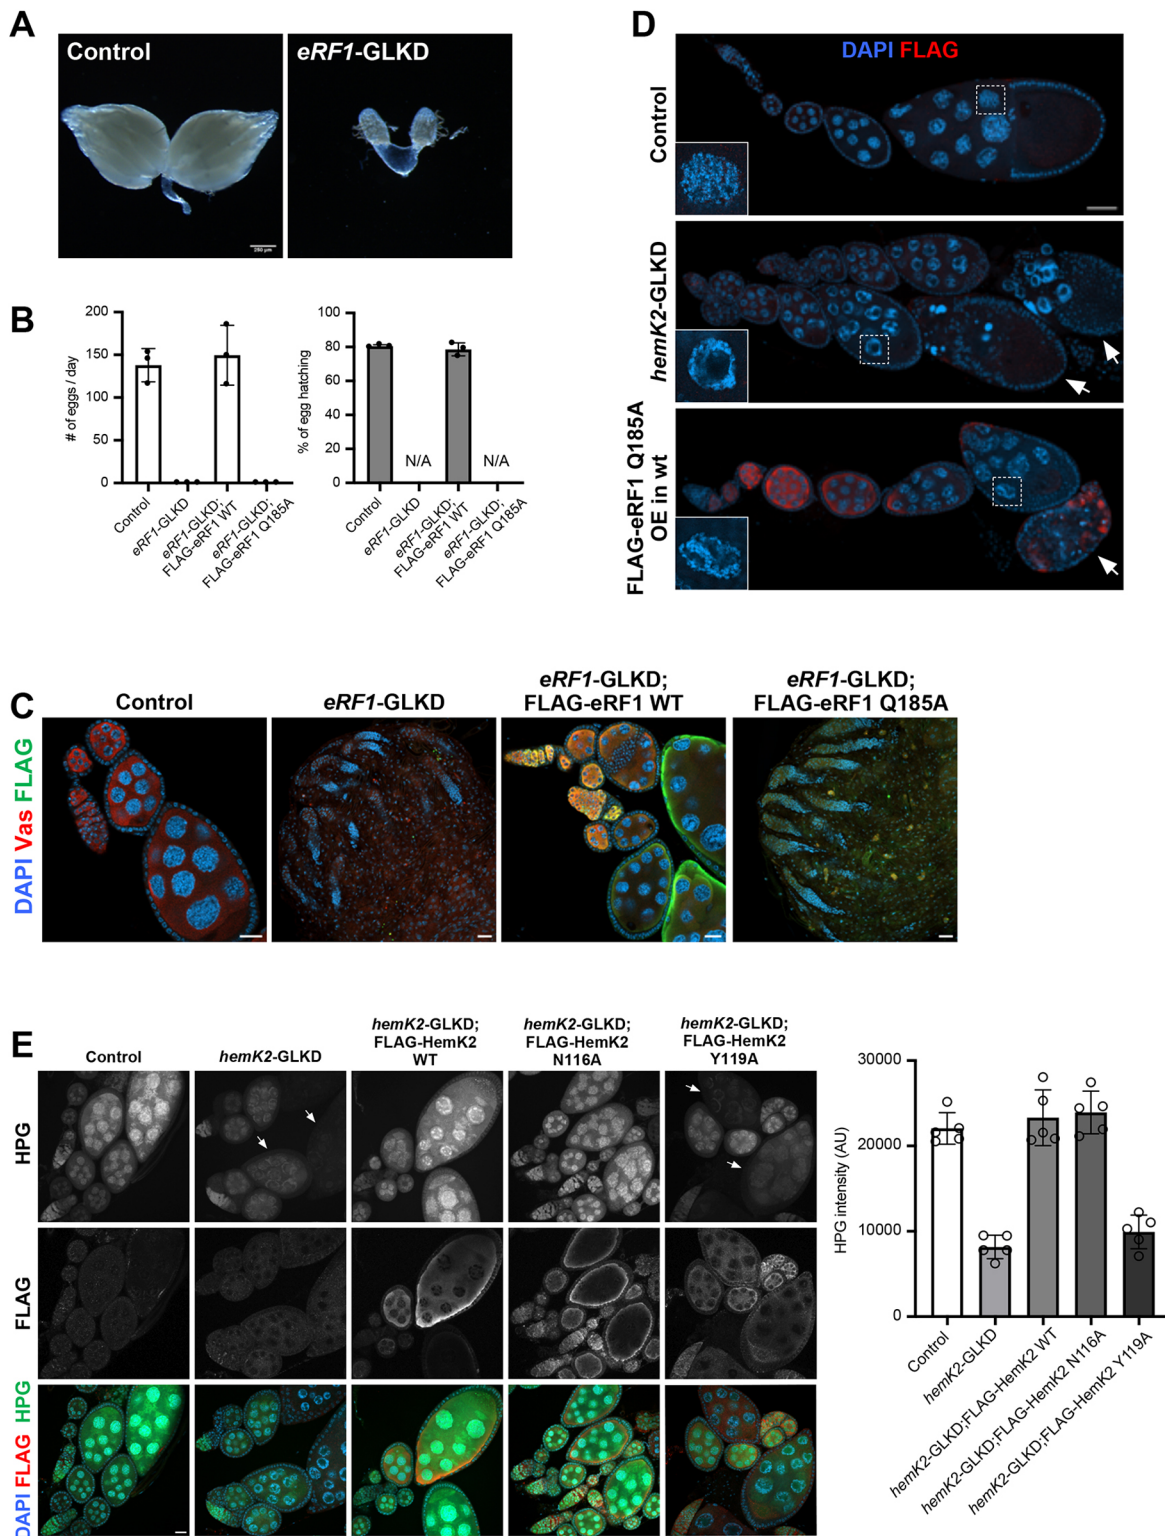 A
Control
eRF1-GLKD
250 µm
B
# of eggs / day
200
150
100
50
0
Control
eRF1-GLKD
eRF1-GLKD;
FLAG-eRF1 WT
eRF1-GLKD;
FLAG-eRF1 Q185A
% of egg hatching
100
80
60
40
20
0
N/A
N/A
Control
eRF1-GLKD
eRF1-GLKD;
FLAG-eRF1 WT
eRF1-GLKD;
FLAG-eRF1 Q185A
D
DAPI FLAG
Control
hemK2-GLKD
FLAG-eRF1 Q185A
OE in wt
C
DAPI Vas FLAG
Control
eRF1-GLKD
eRF1-GLKD;
FLAG-eRF1 WT
eRF1-GLKD;
FLAG-eRF1 Q185A
E
Control
hemK2-GLKD
hemK2-GLKD;
FLAG-HemK2
WT
hemK2-GLKD;
FLAG-HemK2
N116A
hemK2-GLKD;
FLAG-HemK2
Y119A
HPG
FLAG
DAPI FLAG HPG
HPG intensity (AU)
30000
20000
10000
0
Control
hemK2-GLKD
hemK2-GLKD;FLAG-HemK2 WT
hemK2-GLKD;FLAG-HemK2 N116A
hemK2-GLKD;FLAG-HemK2 Y119A